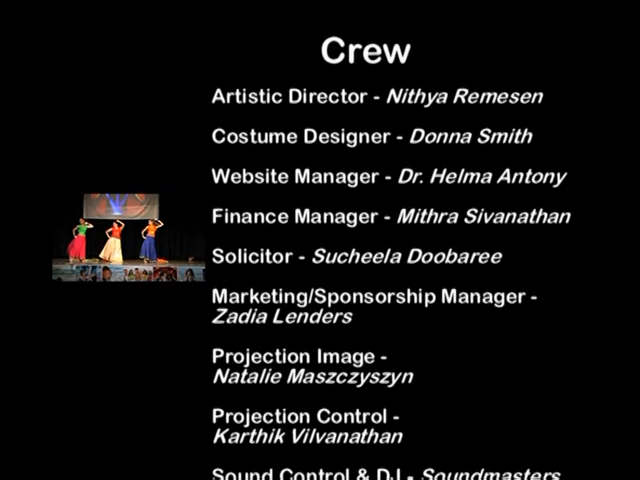 Crew
Artistic Director - Nithya Remesen
Costume Designer - Donna Smith
Website Manager - Dr. Helma Antony
Finance Manager - Mithra Sivanathan
Solicitor - Sucheela Doobaree
Marketing/Sponsorship Manager -
Zadia Lenders
Projection Image -
Natalie Maszczyszyn
Projection Control -
Karthik Vilvanathan
Sound Control & DJ - Soundmasters